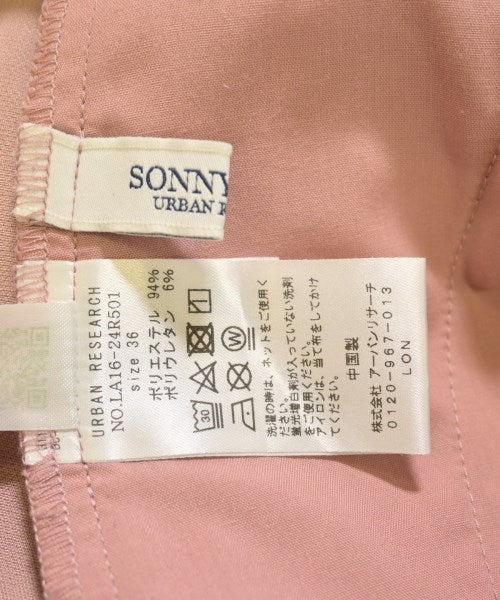 SONNY
URBAN R
URBAN RESEARCH
NO.LA16-24R501
size 36
ポリエステル 94%
ポリウレタン 6%
30
W
洗濯の時は、ネットをご使用く
ださい。
蛍光増白剤が入っていない洗剤
をご使用ください。
アイロンは、当て布をしてかけ
てください。
中国製
株式会社 アーバンリサーチ
0120-967-013
LON